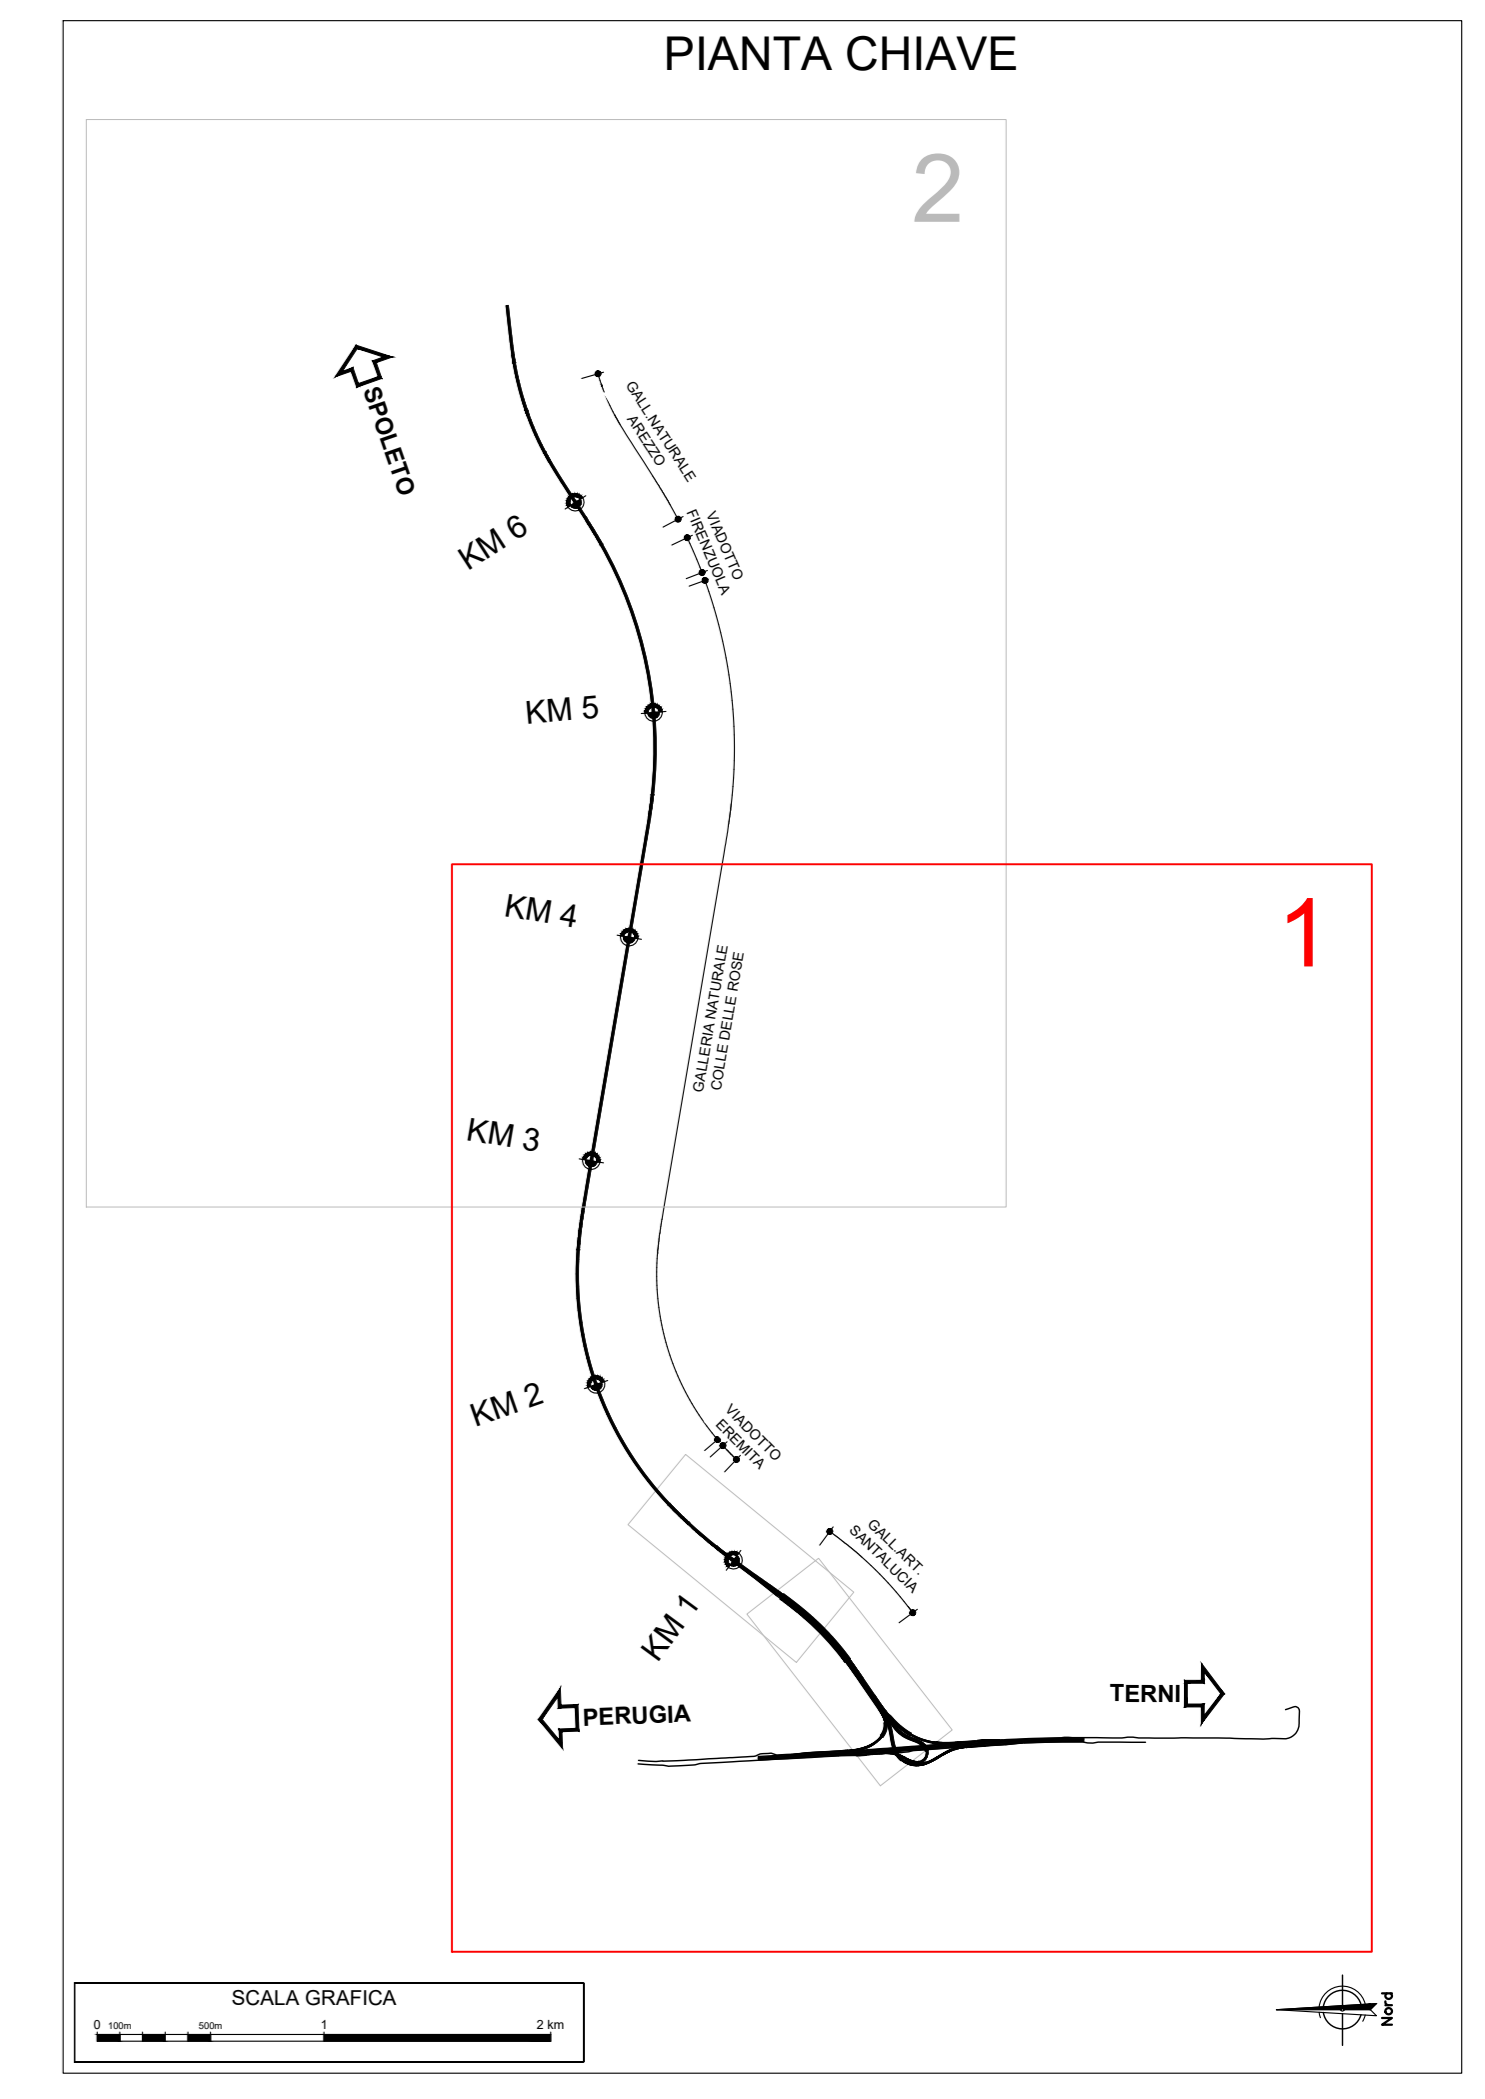 PIANTA CHIAVE
2
SPOLETO
GALL.NATURALE
AREZZO
KM 6
VIADOTTO
FIRENZUOLA
KM 5
1
KM 4
GALLERIA NATURALE
COLLE DELLE ROSE
KM 3
KM 2
VIADOTTO
EREMITA
GALL.ART.
SANTALUCIA
KM 1
TERNI
PERUGIA
SCALA GRAFICA
0 100m 500m 1 2 km
Nord